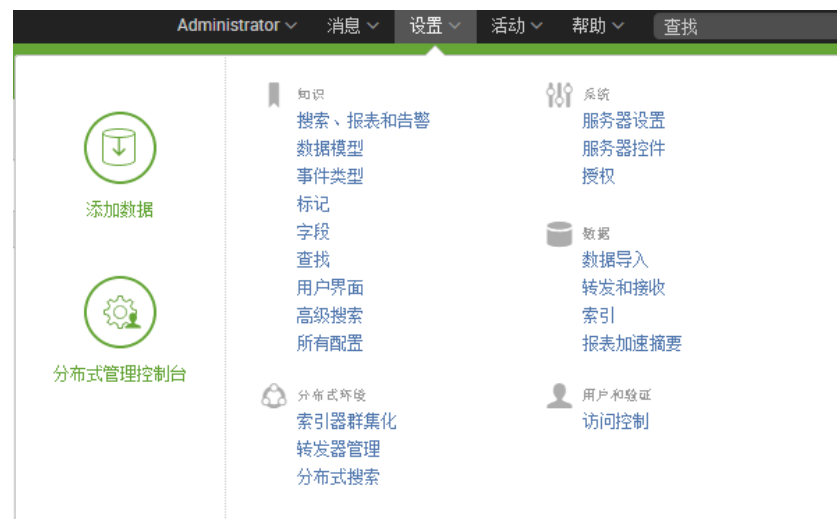 Administrator 消息 设置 活动 帮助 查找
添加数据
分布式管理控制台
知识
搜索、报表和告警
数据模型
事件类型
标记
字段
查找
用户界面
高级搜索
所有配置
分布式环境
索引器群集化
转发器管理
分布式搜索
系统
服务器设置
服务器控件
授权
数据
数据导入
转发和接收
索引
报表加速摘要
用户和验证
访问控制